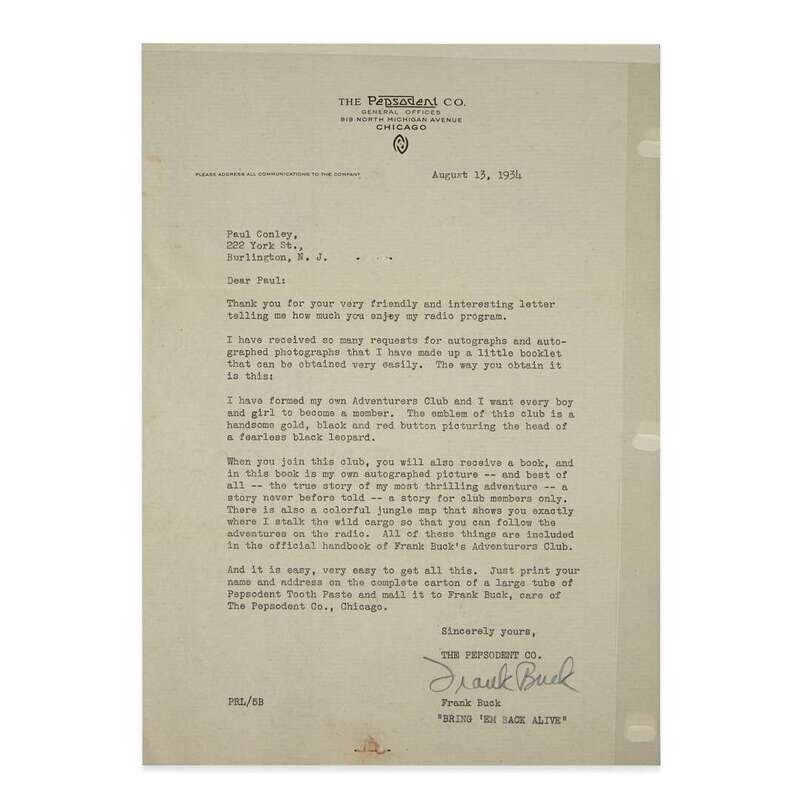 THE Pepsodent CO.
GENERAL OFFICES
919 NORTH MICHIGAN AVENUE
CHICAGO
PLEASE ADDRESS ALL COMMUNICATIONS TO THE COMPANY
August 13, 1934
Paul Conley,
222 York St.,
Burlington, N. J.
Dear Paul:
Thank you for your very friendly and interesting letter
telling me how much you enjoy my radio program.
I have received so many requests for autographs and auto-
graphed photographs that I have made up a little booklet
that can be obtained very easily. The way you obtain it
is this:
I have formed my own Adventurers Club and I want every boy
and girl to become a member. The emblem of this club is a
handsome gold, black and red button picturing the head of
a fearless black leopard.
When you join this club, you will also receive a book, and
in this book is my own autographed picture -- and best of
all -- the true story of my most thrilling adventure -- a
story never before told -- a story for club members only.
There is also a colorful jungle map that shows you exactly
where I stalk the wild cargo so that you can follow the
adventures on the radio. All of these things are included
in the official handbook of Frank Buck's Adventurers Club.
And it is easy, very easy to get all this. Just print your
name and address on the complete carton of a large tube of
Pepsodent Tooth Paste and mail it to Frank Buck, care of
The Pepsodent Co., Chicago.
Sincerely yours,
THE PEPSODENT CO.
Frank Buck
PRL/5B
Frank Buck
"BRING 'EM BACK ALIVE"